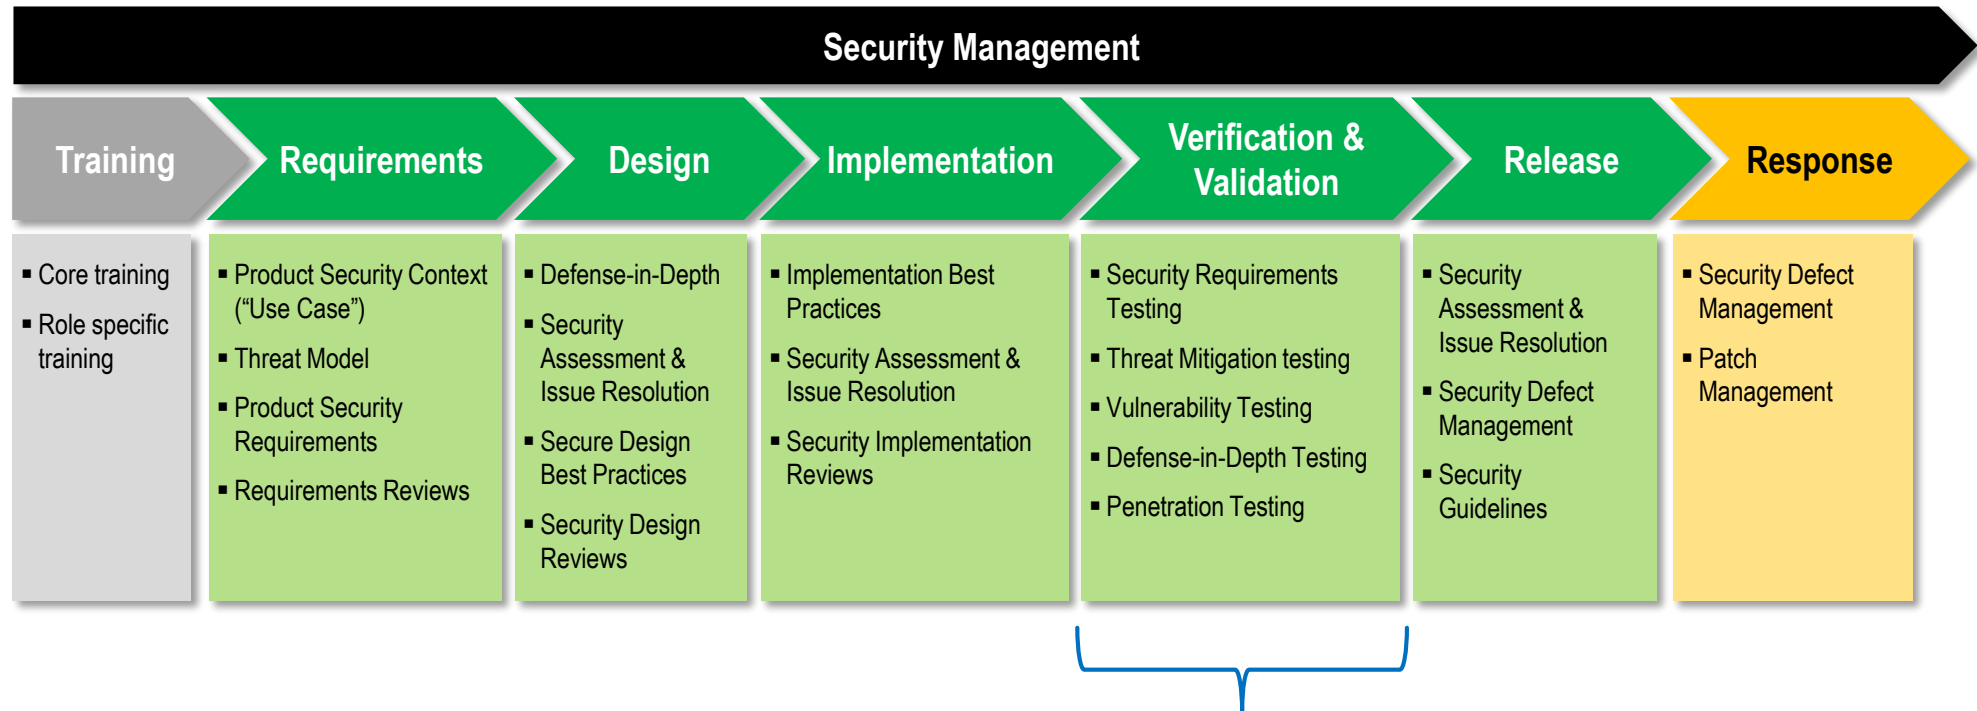 Security Management
Training
Requirements
Design
Implementation
Verification &
Validation
Release
Response
▪ Core training
▪ Role specific
training
▪ Product Security Context
(“Use Case”)
▪ Threat Model
▪ Product Security
Requirements
▪ Requirements Reviews
▪ Defense-in-Depth
▪ Security
Assessment &
Issue Resolution
▪ Secure Design
Best Practices
▪ Security Design
Reviews
▪ Implementation Best
Practices
▪ Security Assessment &
Issue Resolution
▪ Security Implementation
Reviews
▪ Security Requirements
Testing
▪ Threat Mitigation testing
▪ Vulnerability Testing
▪ Defense-in-Depth Testing
▪ Penetration Testing
▪ Security
Assessment &
Issue Resolution
▪ Security Defect
Management
▪ Security
Guidelines
▪ Security Defect
Management
▪ Patch
Management